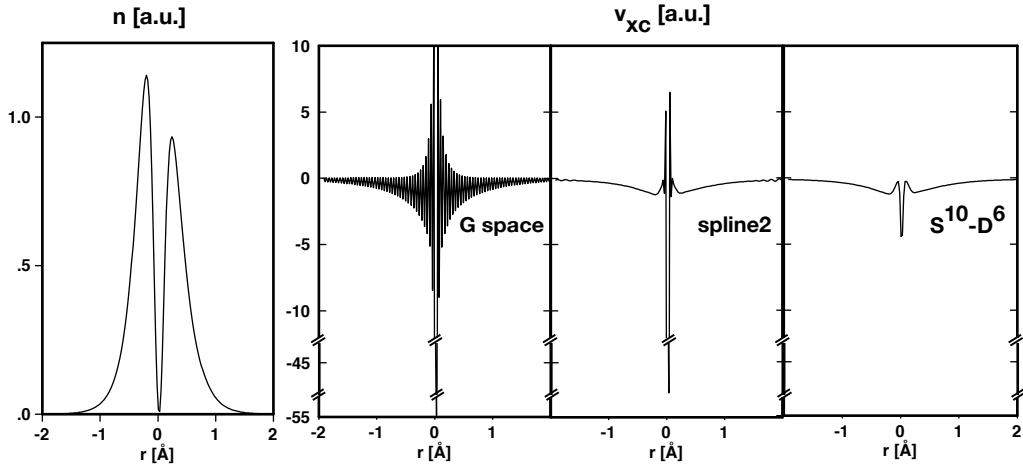 n [a.u.]
v_xc [a.u.]
1.0
.5
.0
-2 -1 0 1 2
r [Å]
10
5
0
-5
-10
-45
-55
G space
spline2
S^10-D^6
-2 -1 0 1
r [Å]
-1 0 1
r [Å]
-1 0 1 2
r [Å]